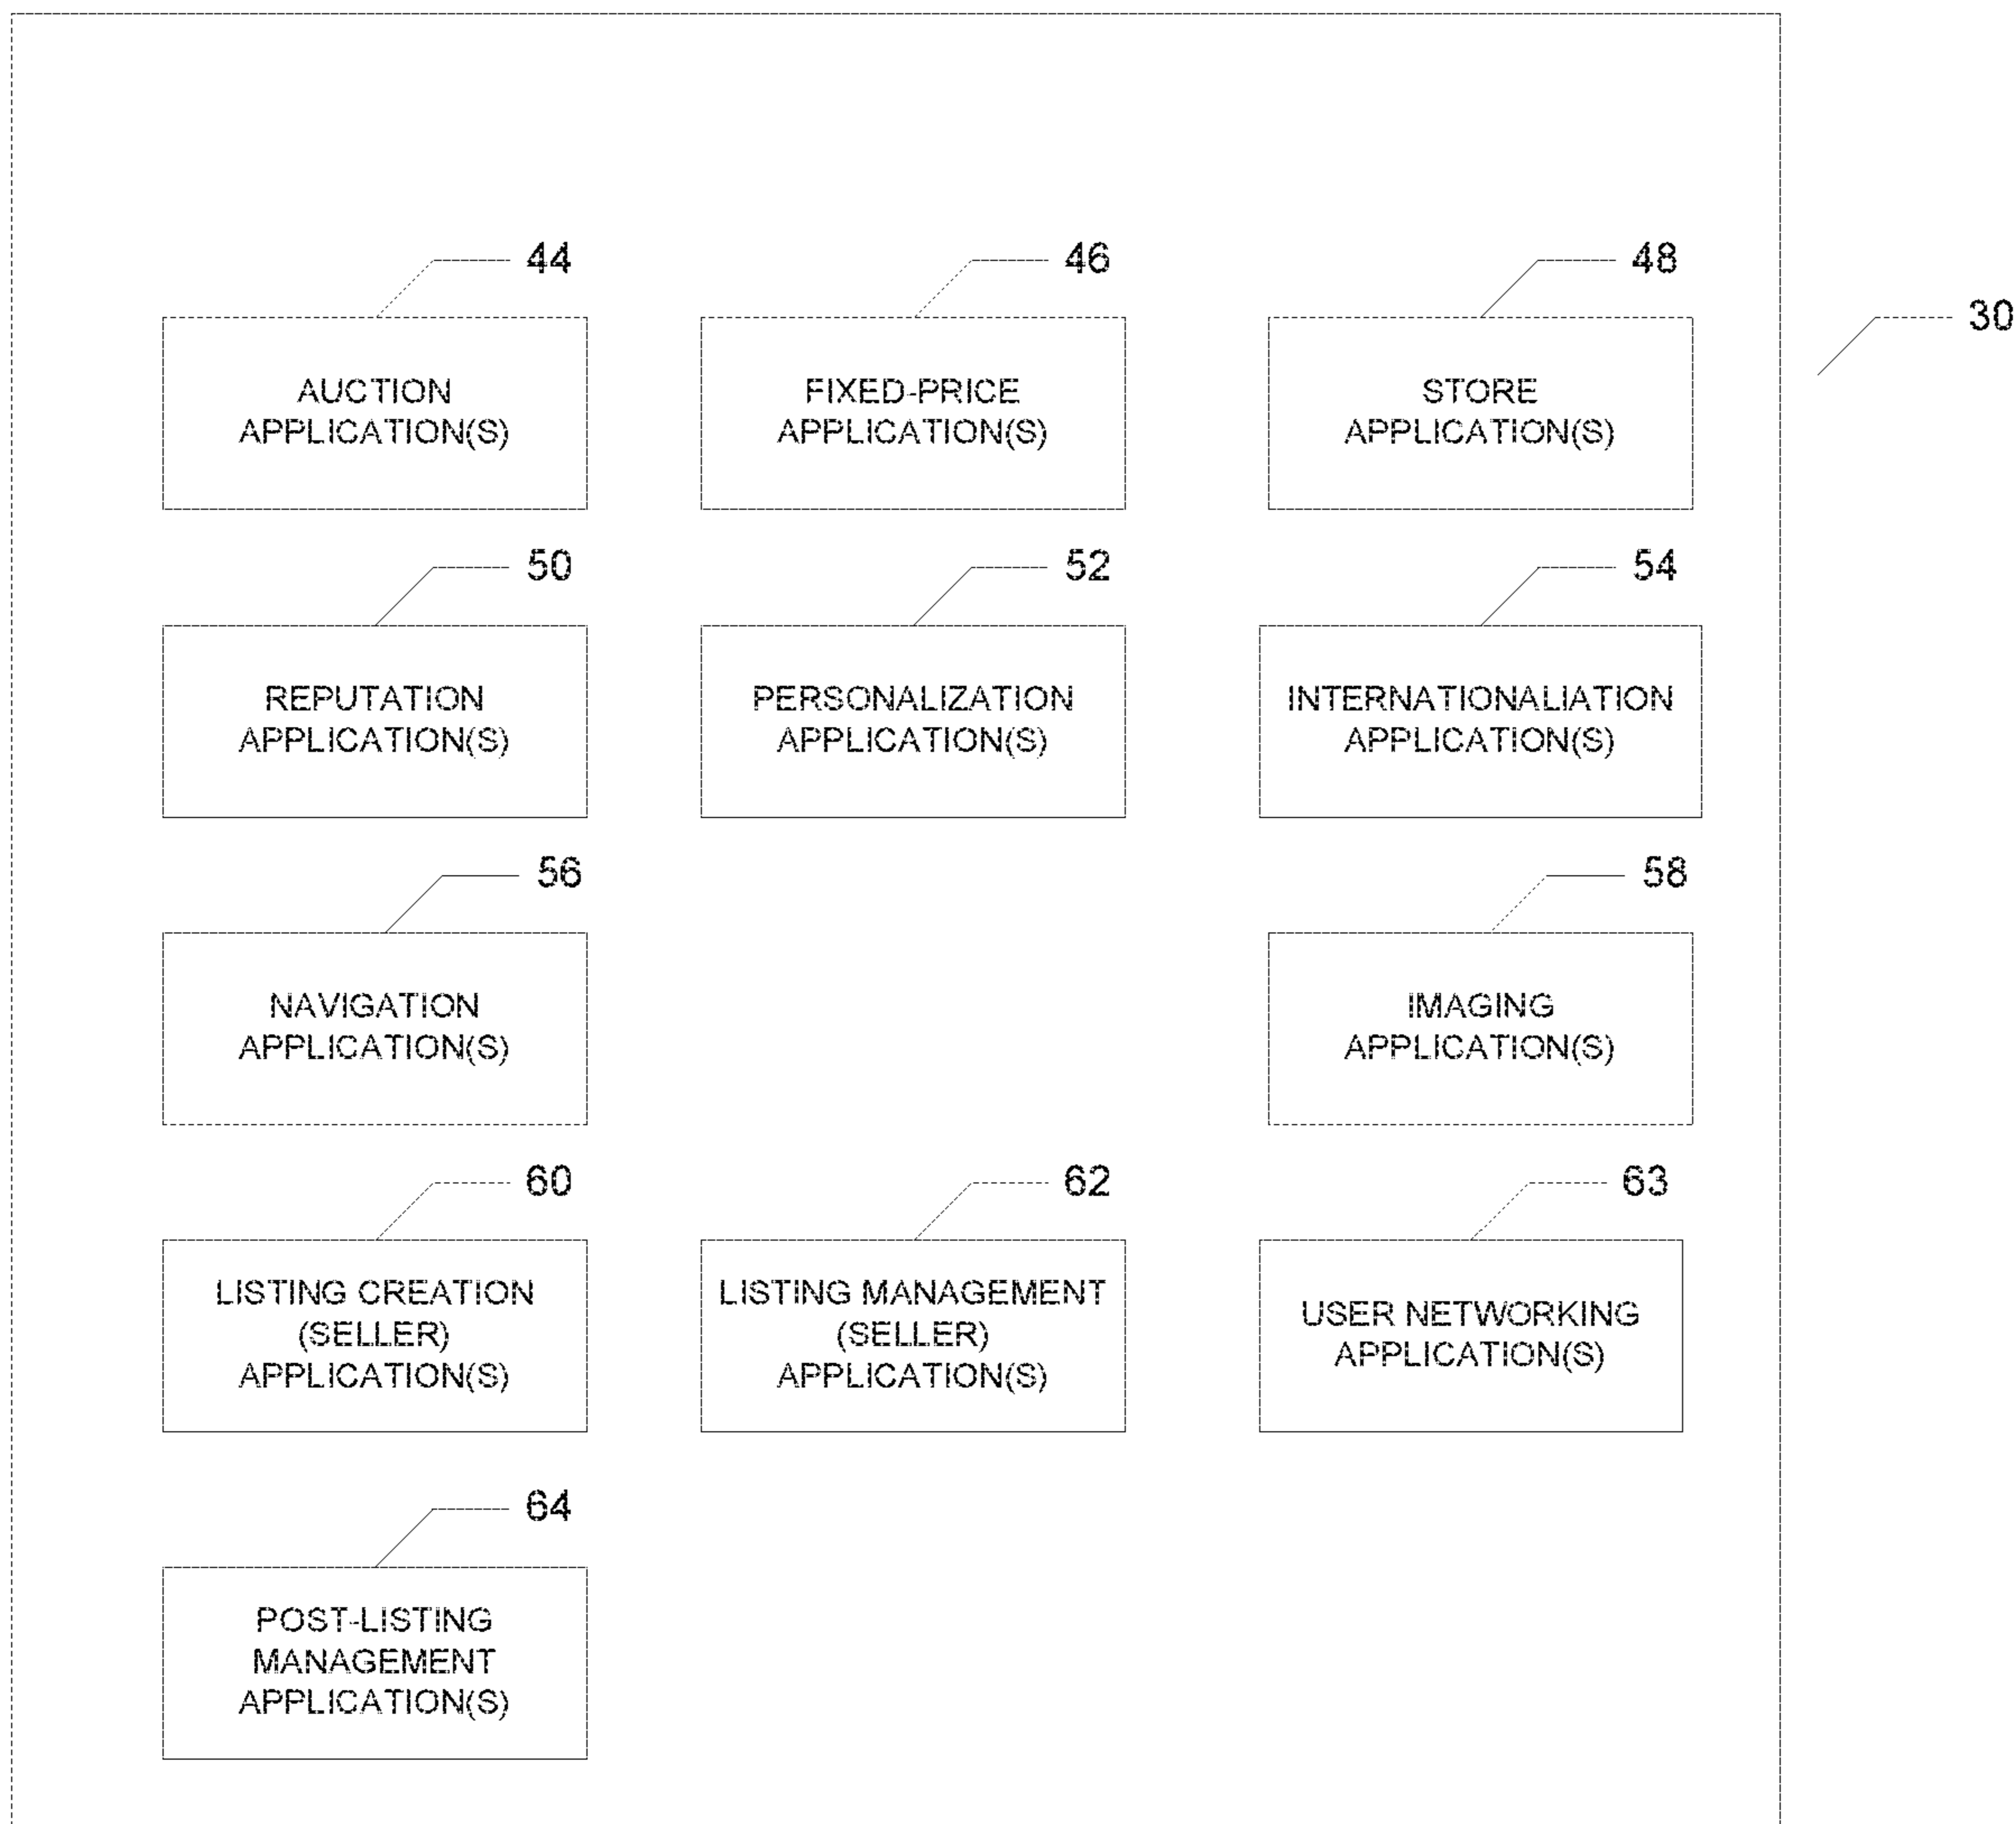 44
46
48
30
AUCTION
APPLICATION(S)
FIXED-PRICE
APPLICATION(S)
STORE
APPLICATION(S)
50
52
54
REPUTATION
APPLICATION(S)
PERSONALIZATION
APPLICATION(S)
INTERNATIONALIATION
APPLICATION(S)
56
58
NAVIGATION
APPLICATION(S)
IMAGING
APPLICATION(S)
60
62
63
LISTING CREATION
(SELLER)
APPLICATION(S)
LISTING MANAGEMENT
(SELLER)
APPLICATION(S)
USER NETWORKING
APPLICATION(S)
64
POST-LISTING
MANAGEMENT
APPLICATION(S)